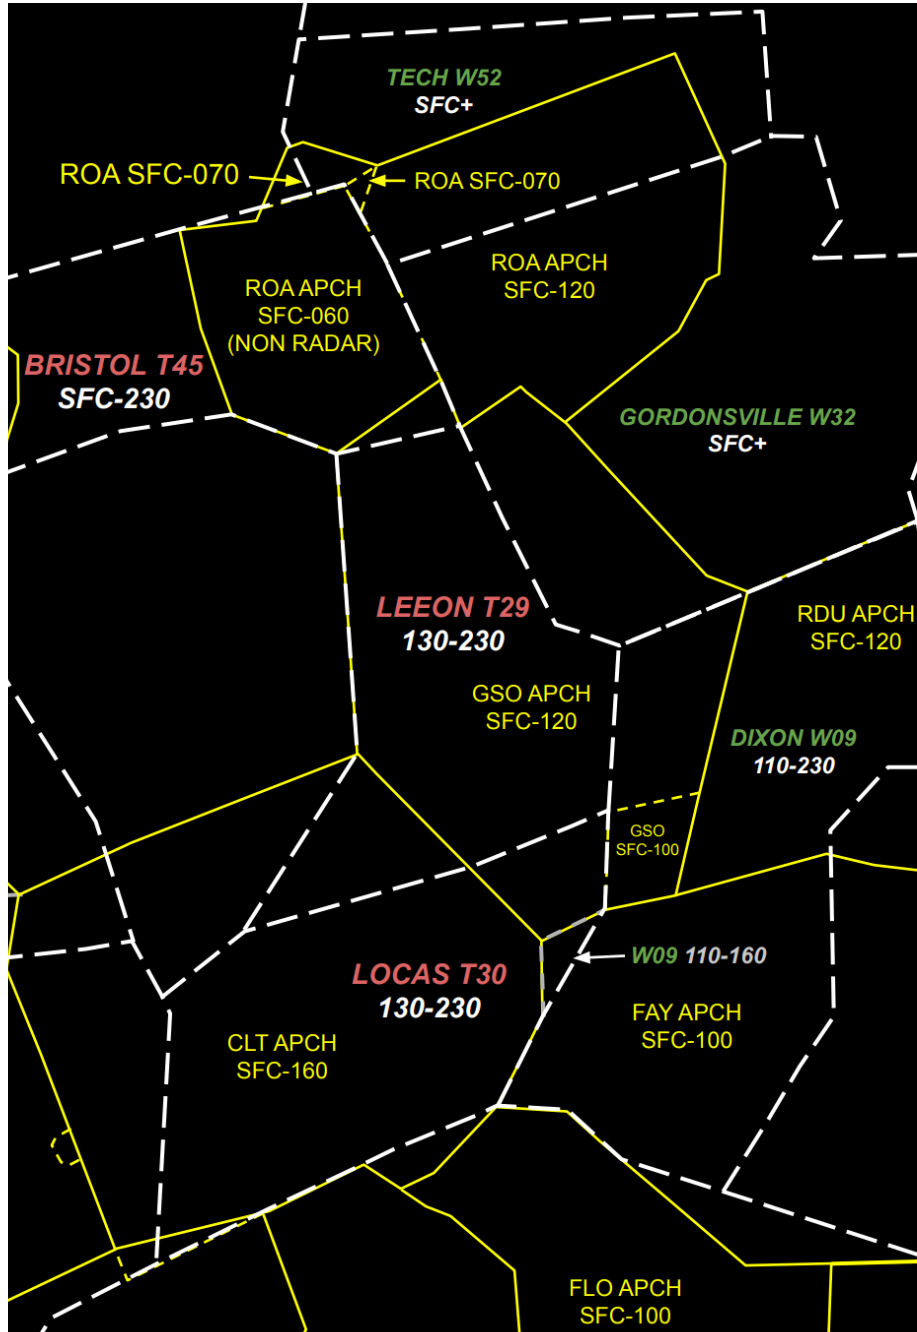 TECH W52
SFC+
ROA SFC-070
ROA SFC-070
ROA APCH
SFC-120
ROA APCH
SFC-060
(NON RADAR)
BRISTOL T45
SFC-230
GORDONSVILLE W32
SFC+
LEEON T29
130-230
RDU APCH
SFC-120
GSO APCH
SFC-120
DIXON W09
110-230
GSO
SFC-100
W09 110-160
LOCAS T30
130-230
FAY APCH
SFC-100
CLT APCH
SFC-160
FLO APCH
SFC-100